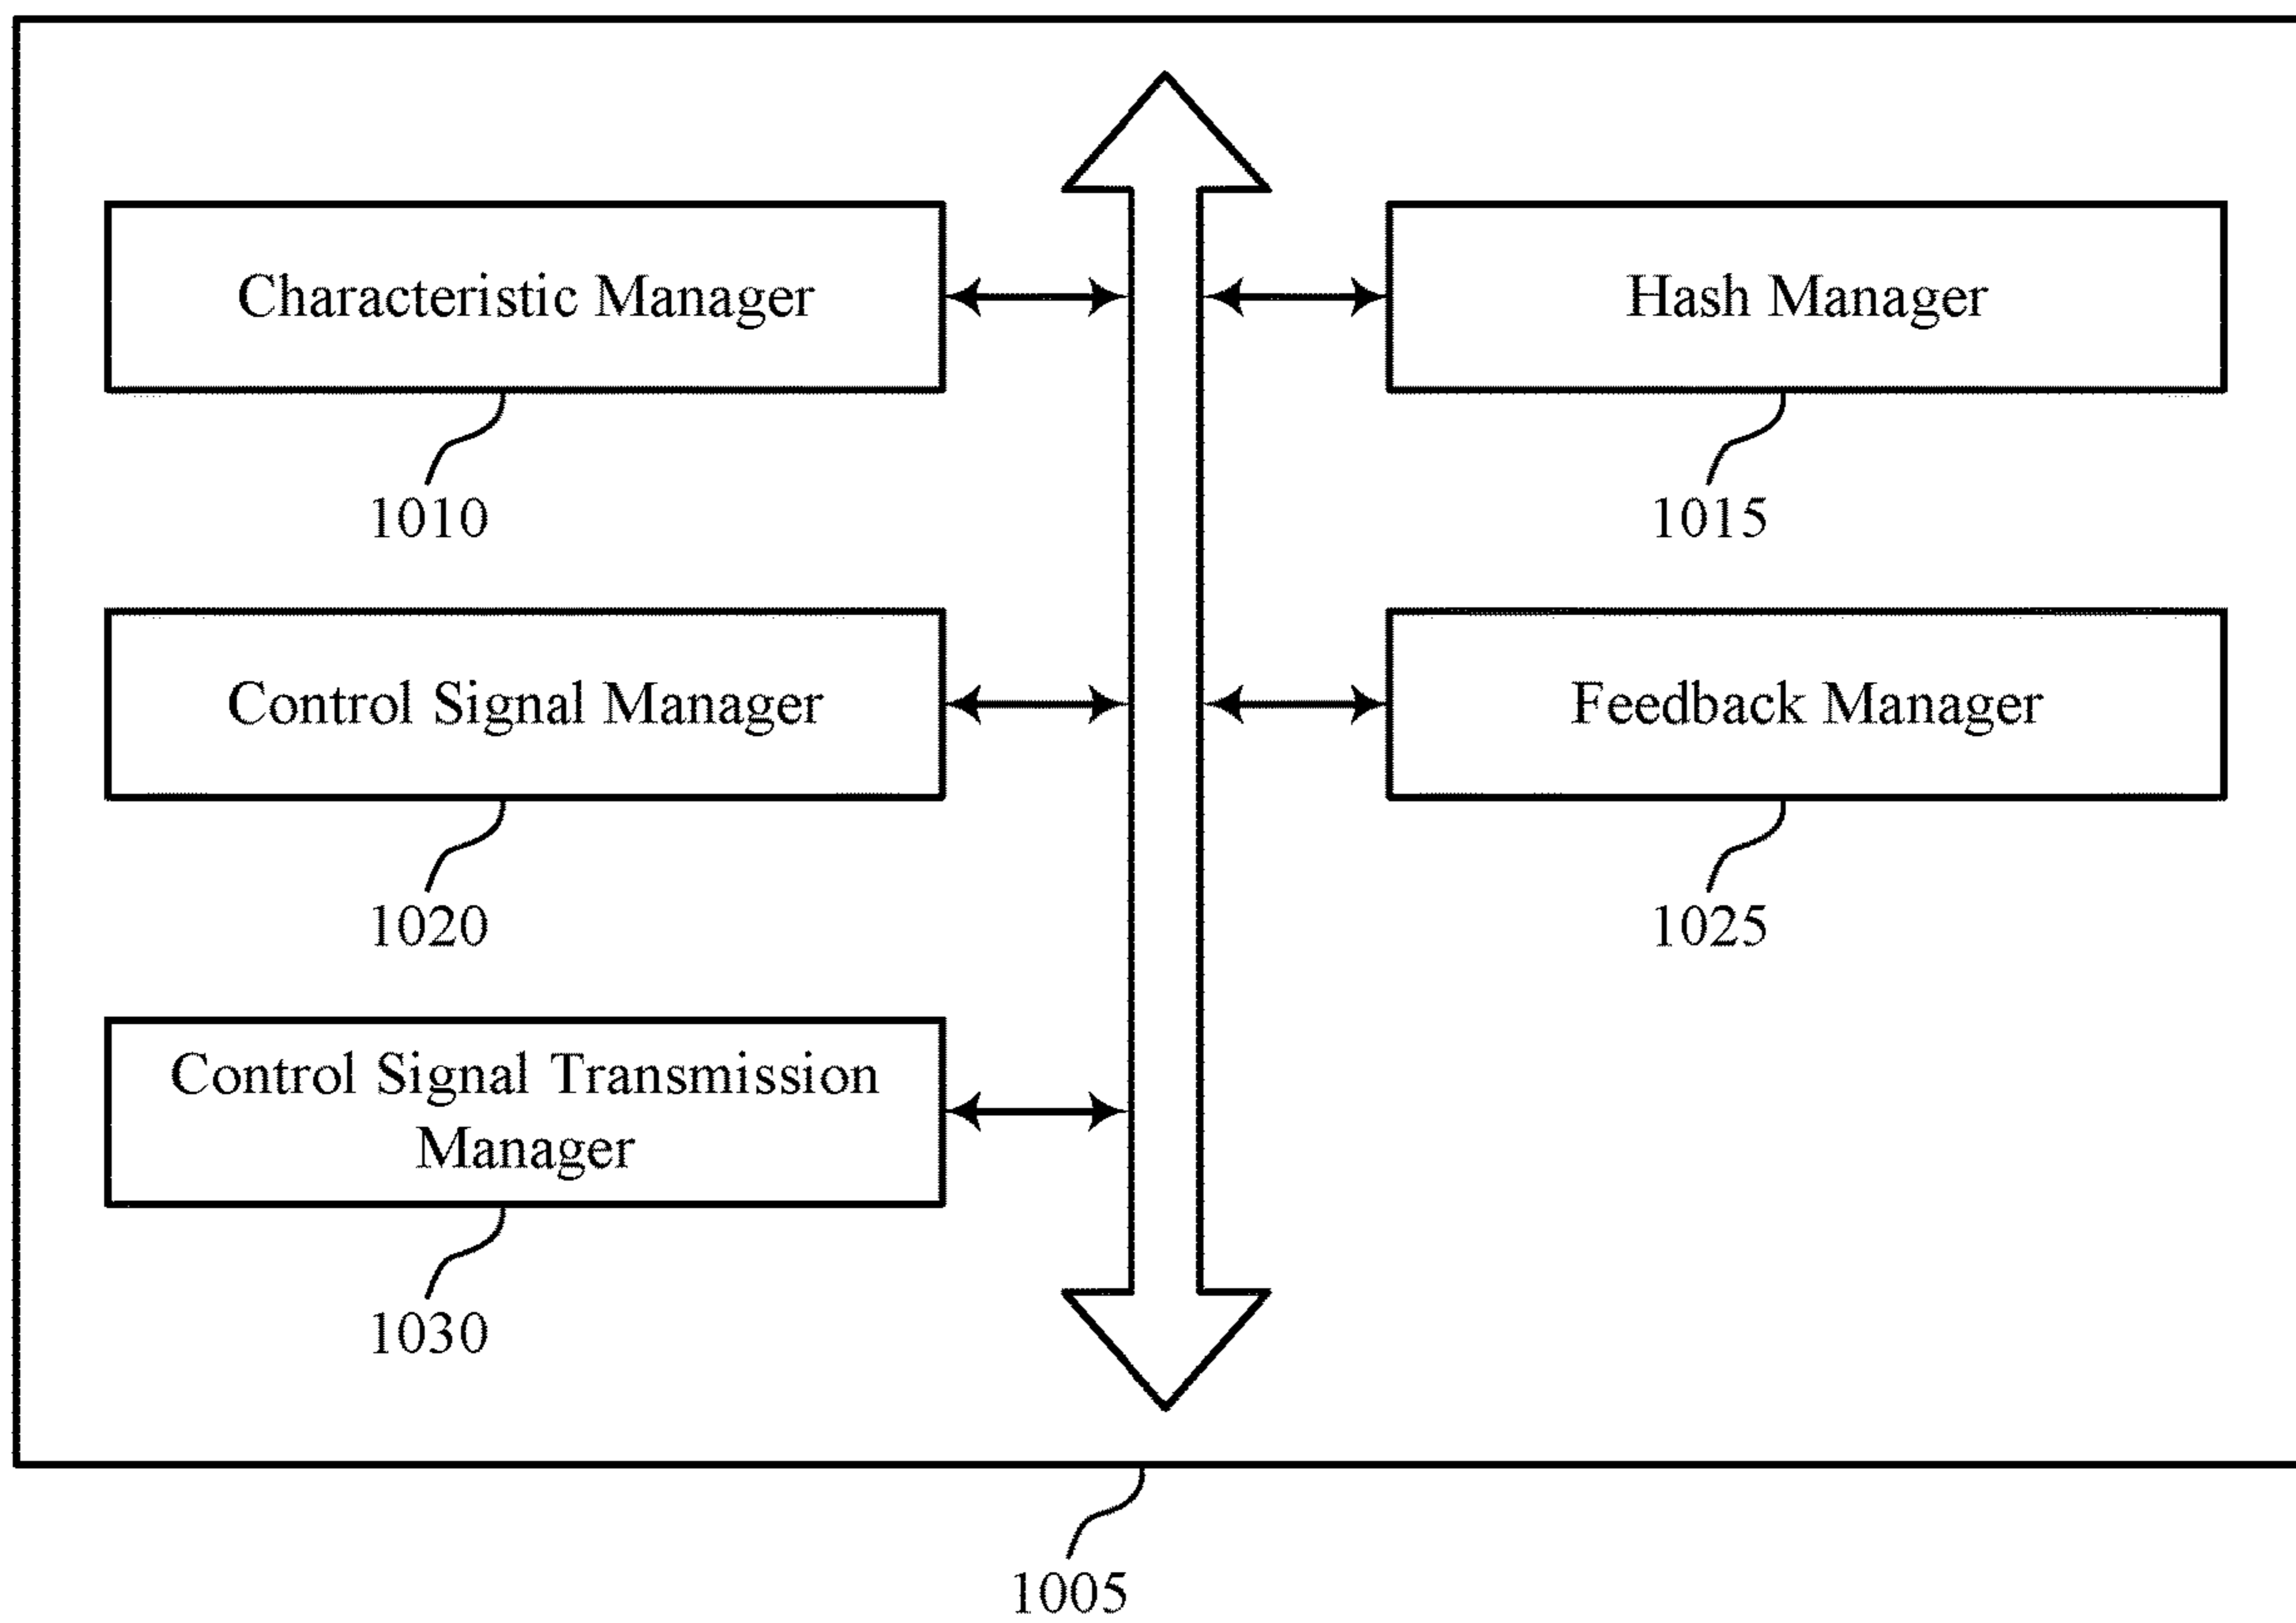 Characteristic Manager
Hash Manager
1010
1015
Control Signal Manager
Feedback Manager
1020
1025
Control Signal Transmission
Manager
1030
1005